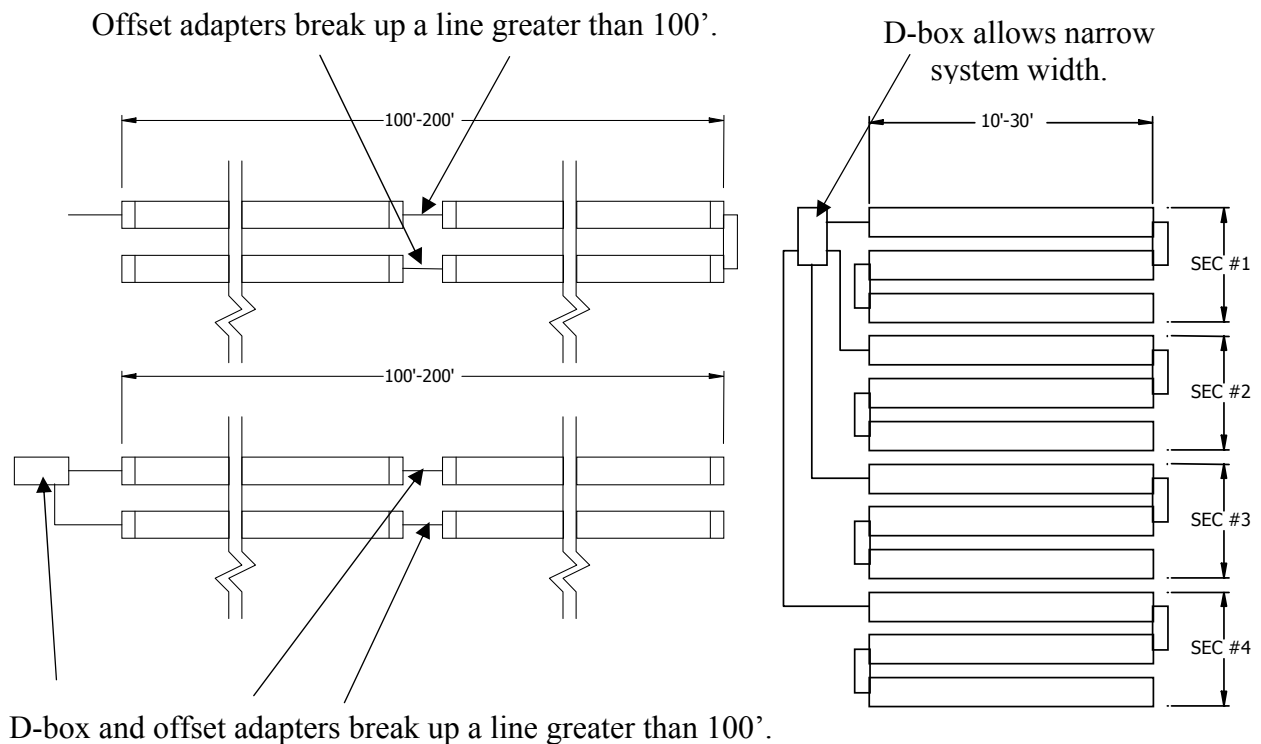 Offset adapters break up a line greater than 100’.
D-box allows narrow
system width.
100'-200'
10'-30'
SEC #1
100'-200'
SEC #2
SEC #3
SEC #4
D-box and offset adapters break up a line greater than 100’.